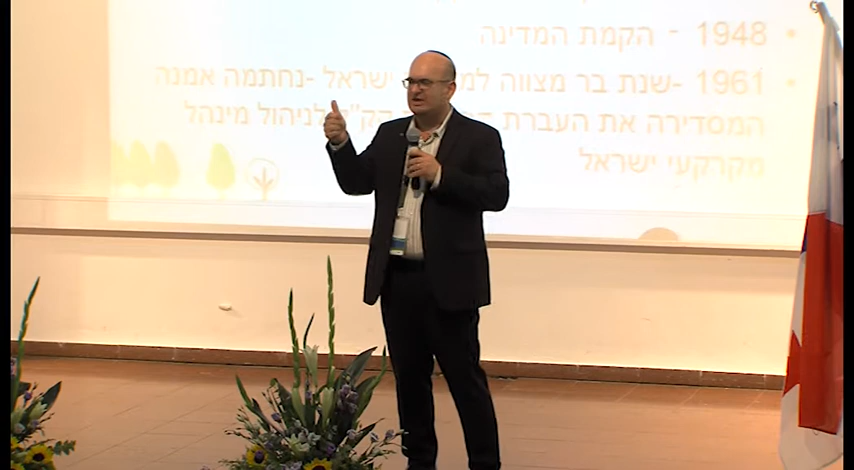 • 1948 - הקמת המדינה
• 1961 -שנת בר מצווה ישראל -נחתמה אמנה
המסדירה את העברת לניהול מינהל
מקרקעי ישראל